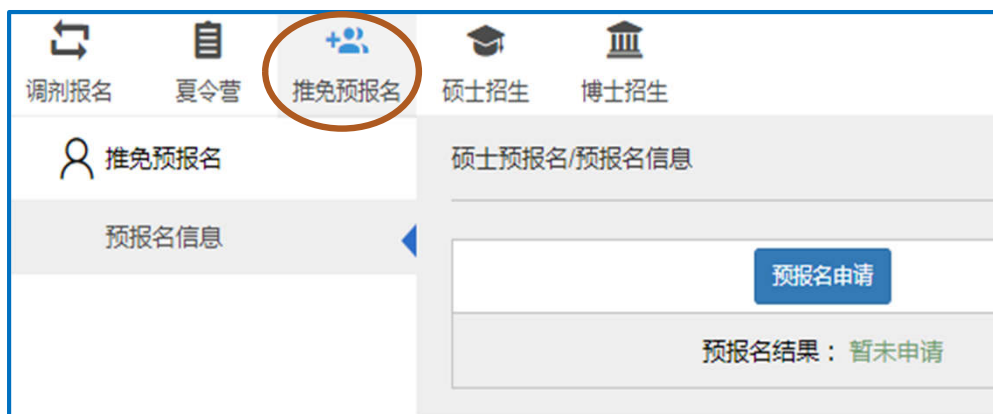 调剂报名 夏令营 推免预报名 硕士招生 博士招生
推免预报名
硕士预报名/预报名信息
预报名信息
预报名申请
预报名结果：暂未申请